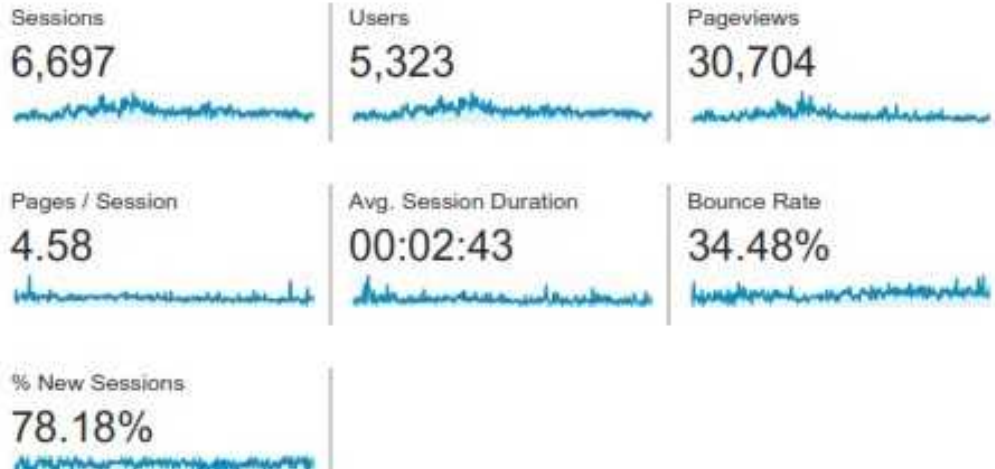 Sessions
6,697
Users
5,323
Pageviews
30,704
Pages / Session
4.58
Avg. Session Duration
00:02:43
Bounce Rate
34.48%
% New Sessions
78.18%